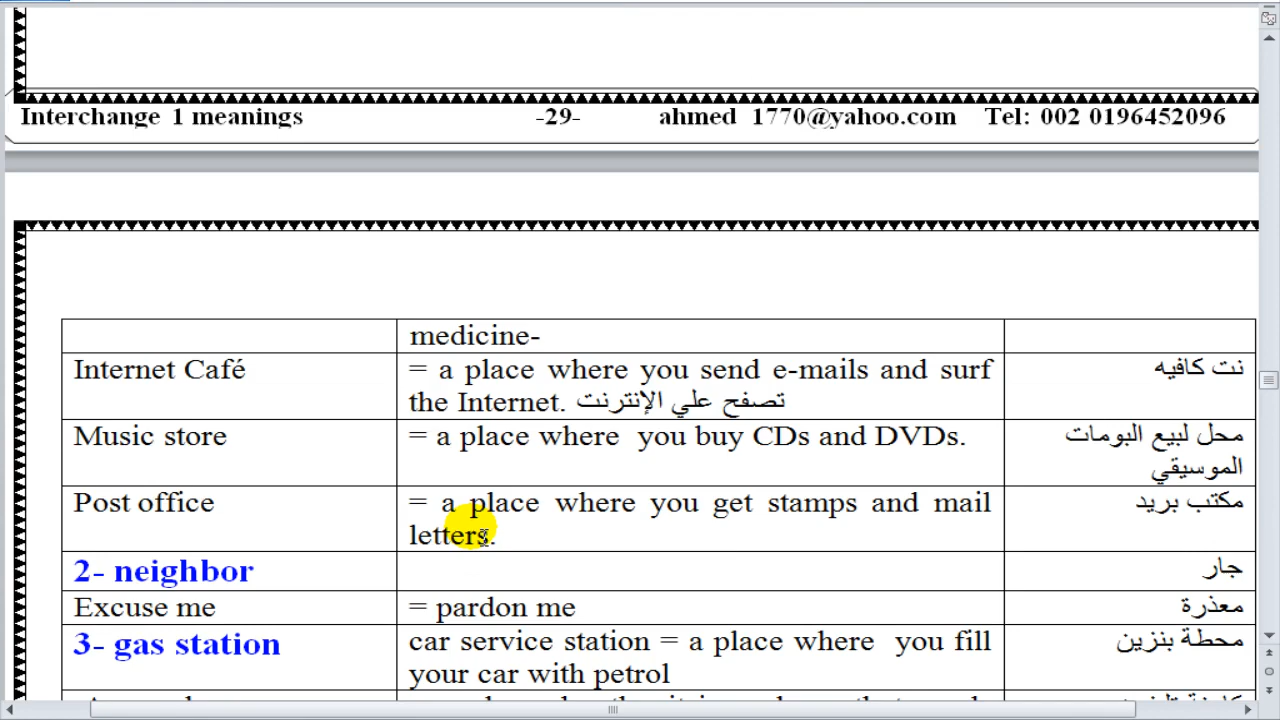 Interchange 1 meanings -29- ahmed 1770@yahoo.com Tel: 002 0196452096
medicine-
Internet Café = a place where you send e-mails and surf نت كافيه
the Internet. تصفح علي الإنترنت
Music store = a place where you buy CDs and DVDs. محل لبيع البومات
الموسيقي
Post office = a place where you get stamps and mail مكتب بريد
letters.
2- neighbor جار
Excuse me = pardon me معذرة
3- gas station car service station = a place where you fill محطة بنزين
your car with petrol